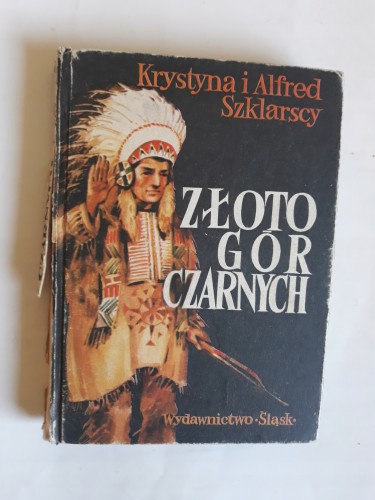 Krystyna i Alfred
Szklarscy
ZŁOTO
GÓR
CZARNYCH
Wydawnictwo · Śląsk ·